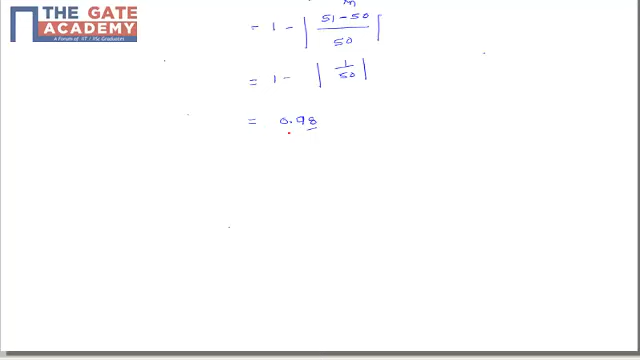 THE GATE
ACADEMY
A Forum of IIT / IISc Graduates
= 1 - | 51 - 50 / 50 |
= 1 - | 1 / 50 |
= 0.98